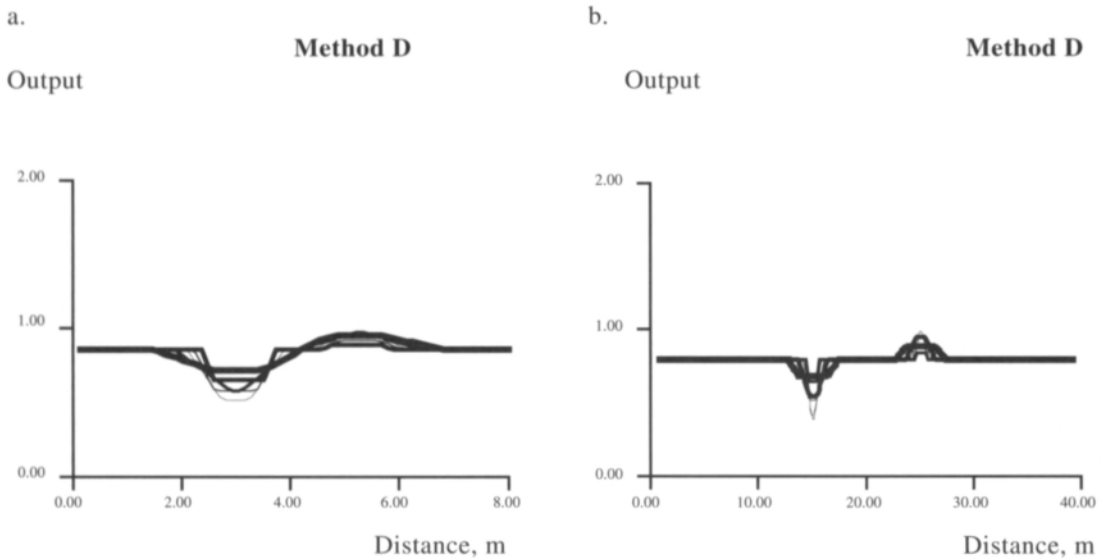 a.
Method D
Output
2.00
1.00
0.00
0.00 2.00 4.00 6.00 8.00
Distance, m
b.
Method D
Output
2.00
1.00
0.00
0.00 10.00 20.00 30.00 40.00
Distance, m